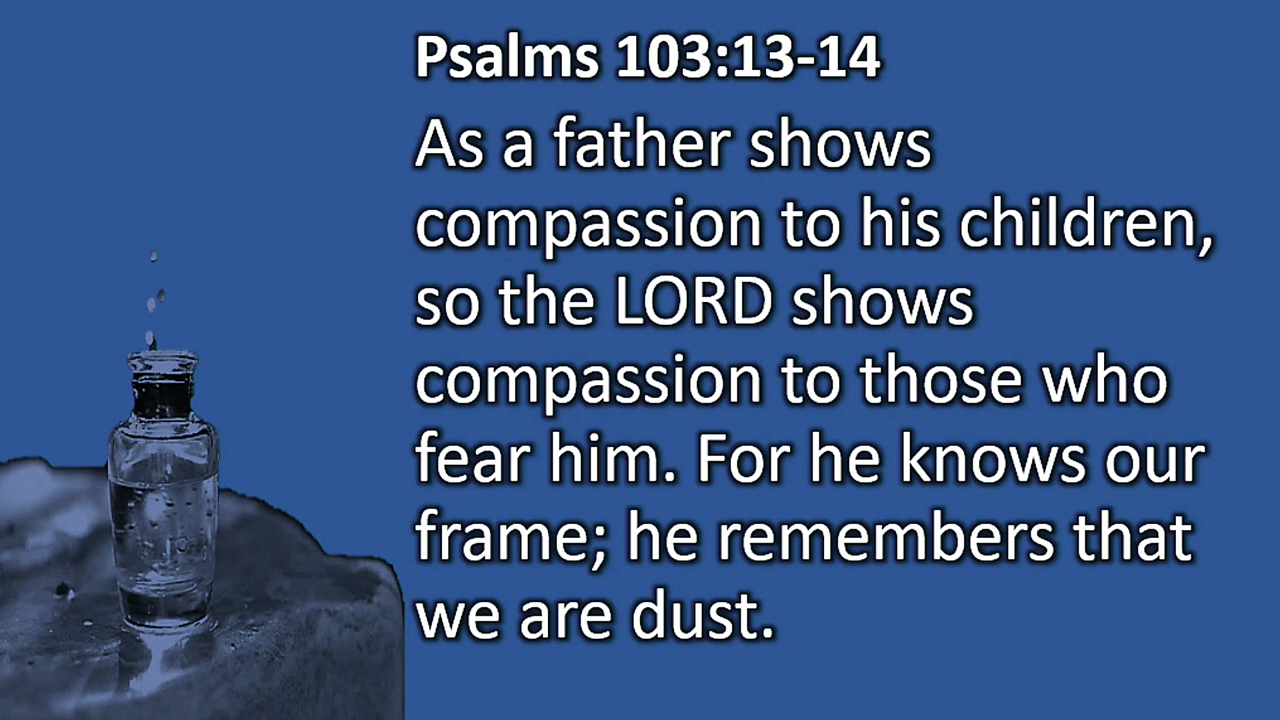 Psalms 103:13-14
As a father shows
compassion to his children,
so the LORD shows
compassion to those who
fear him. For he knows our
frame; he remembers that
we are dust.